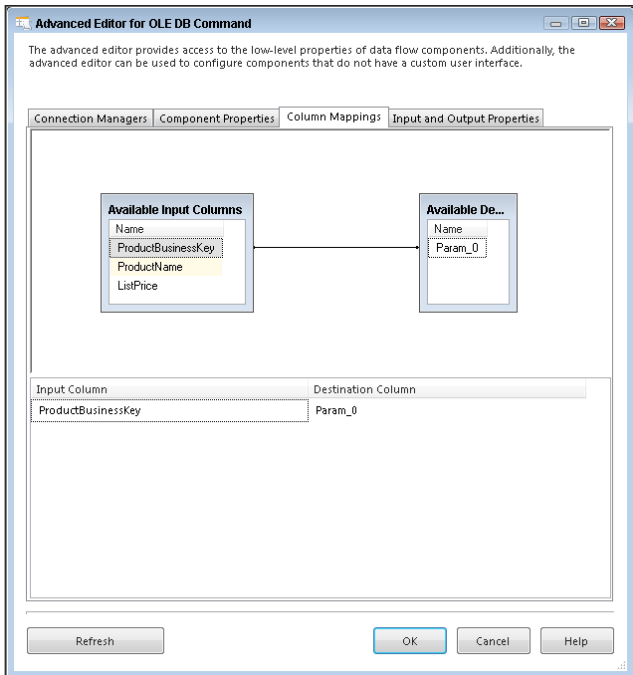 Advanced Editor for OLE DB Command
The advanced editor provides access to the low-level properties of data flow components. Additionally, the
advanced editor can be used to configure components that do not have a custom user interface.
Connection Managers Component Properties Column Mappings Input and Output Properties
Available Input Columns
Name
ProductBusinessKey
ProductName
ListPrice
Available De...
Name
Param_0
Input Column Destination Column
ProductBusinessKey Param_0
Refresh OK Cancel Help